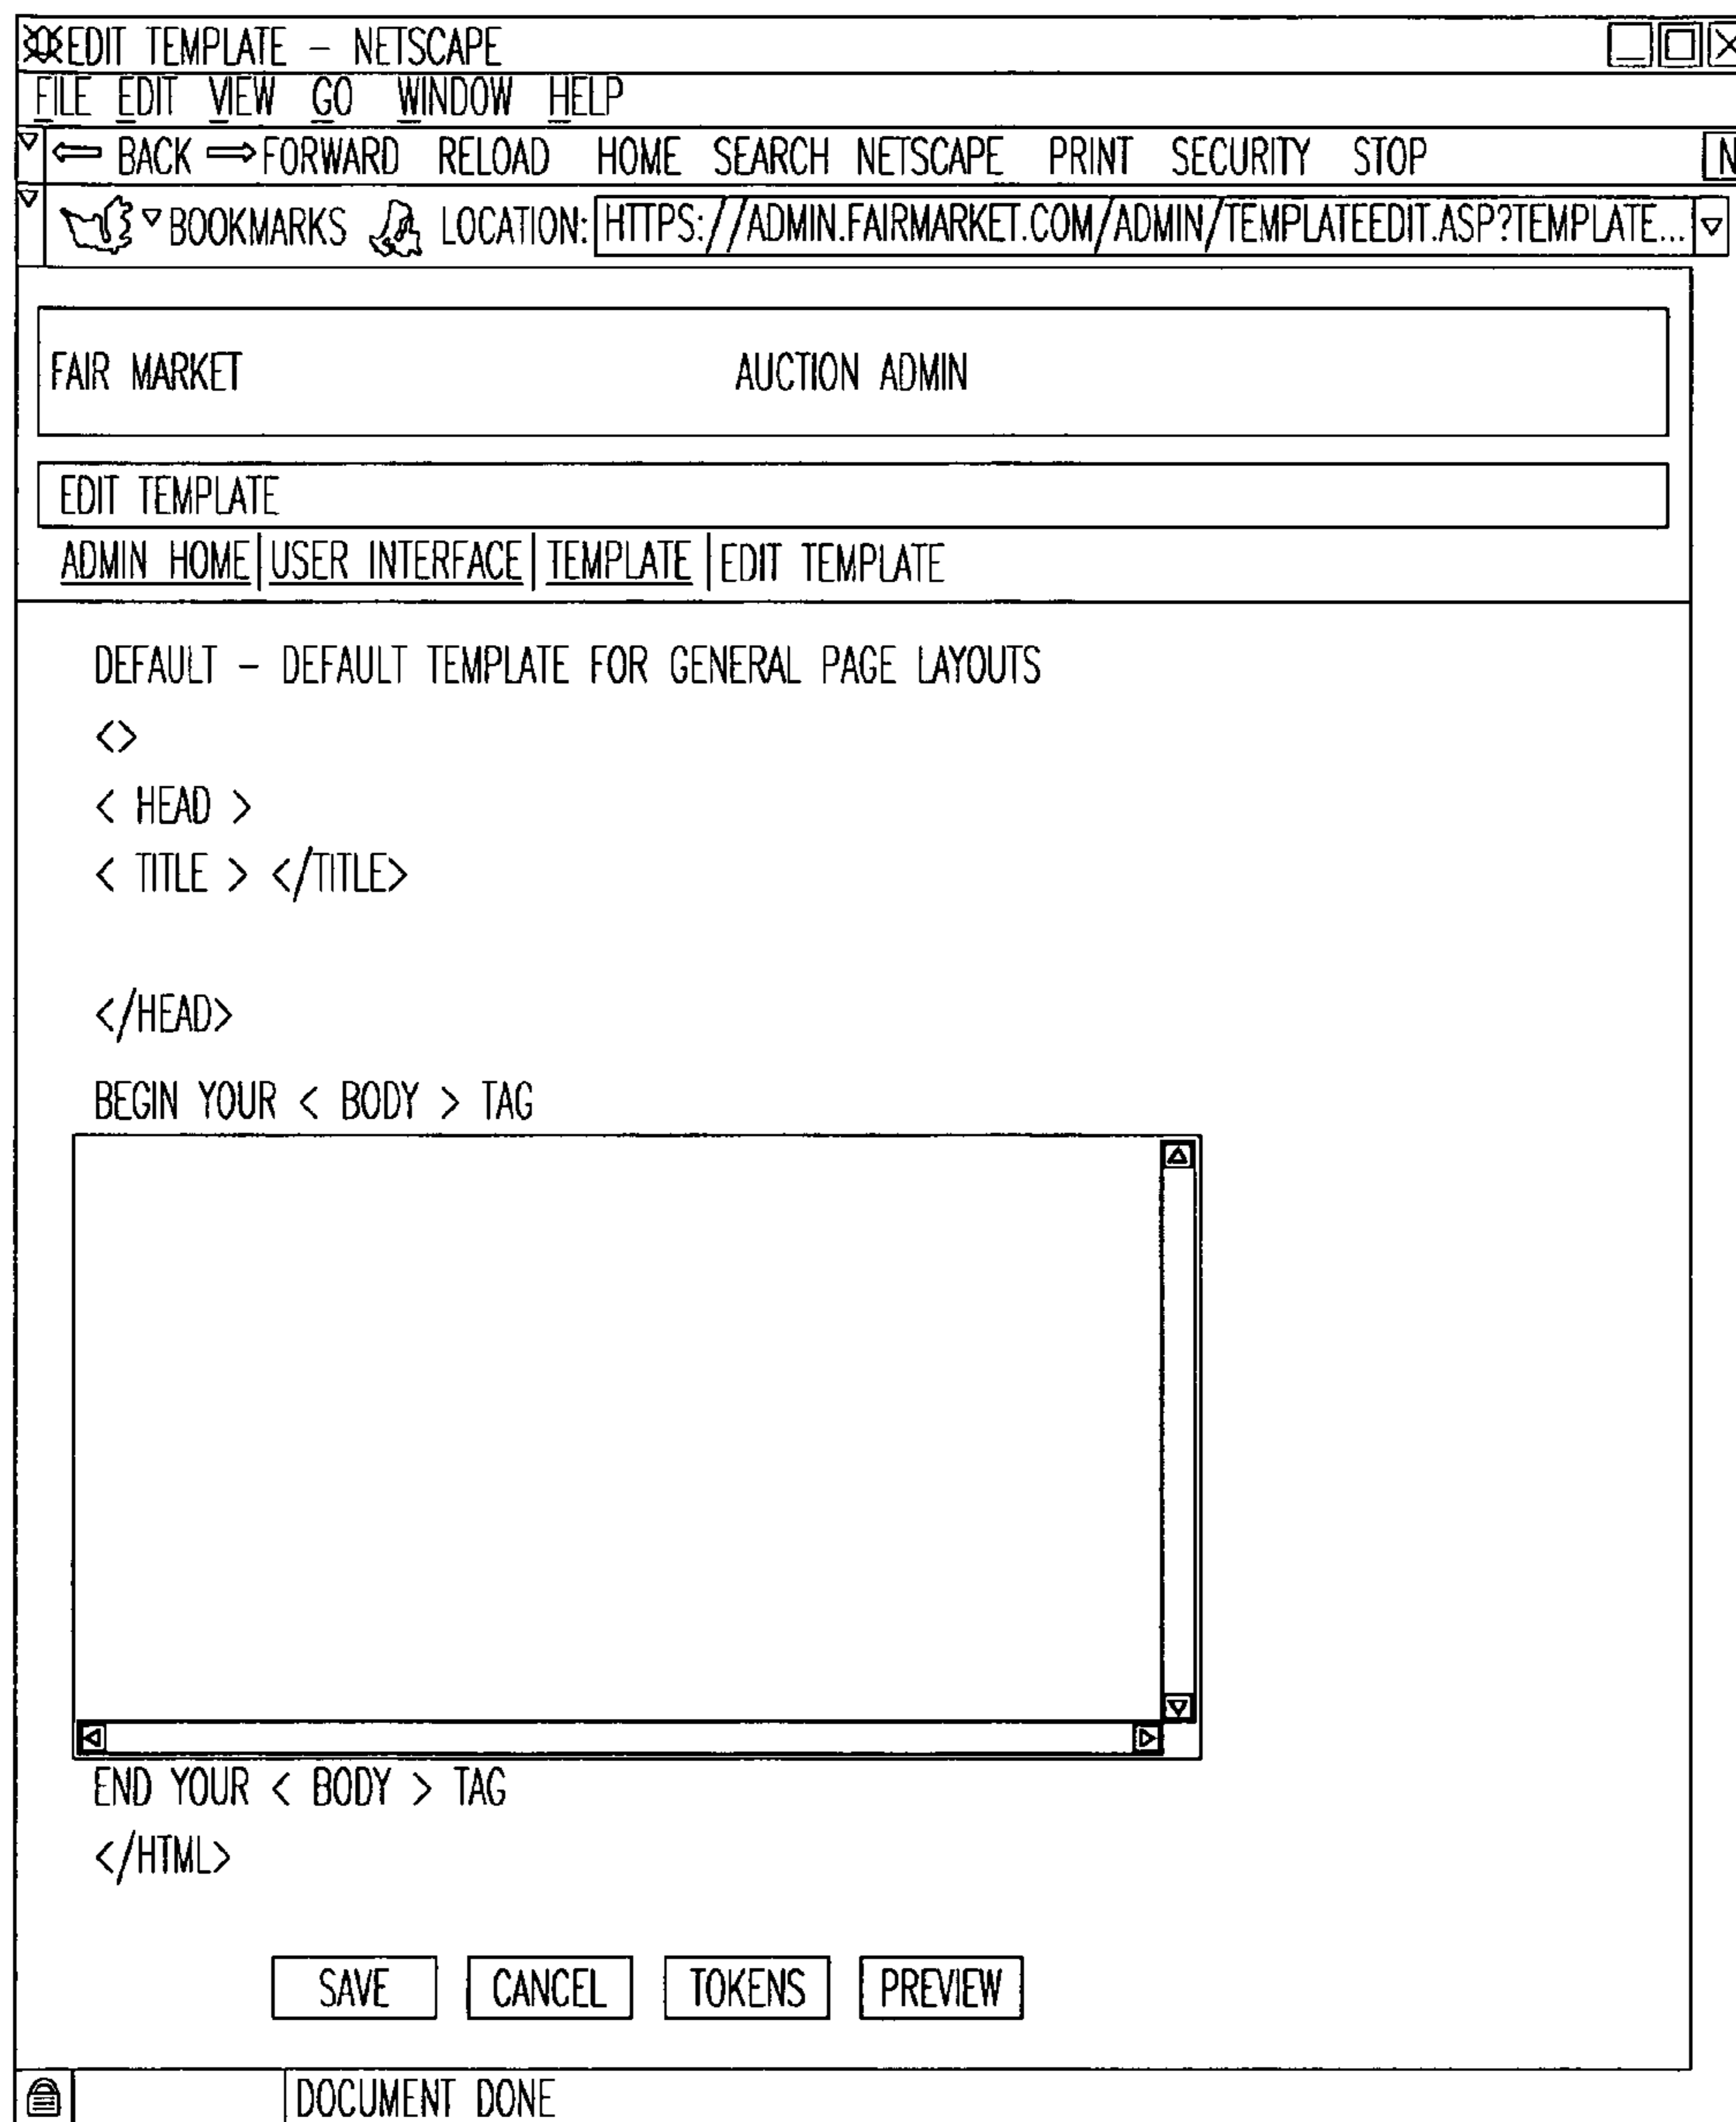 EDIT TEMPLATE – NETSCAPE
FILE EDIT VIEW GO WINDOW HELP
BACK FORWARD RELOAD HOME SEARCH NETSCAPE PRINT SECURITY STOP N
BOOKMARKS LOCATION: HTTPS://ADMIN.FAIRMARKET.COM/ADMIN/TEMPLATEEDIT.ASP?TEMPLATE...
FAIR MARKET AUCTION ADMIN
EDIT TEMPLATE
ADMIN HOME|USER INTERFACE|TEMPLATE|EDIT TEMPLATE
DEFAULT – DEFAULT TEMPLATE FOR GENERAL PAGE LAYOUTS
<>
< HEAD >
< TITLE > </TITLE>
</HEAD>
BEGIN YOUR < BODY > TAG
END YOUR < BODY > TAG
</HTML>
SAVE CANCEL TOKENS PREVIEW
DOCUMENT DONE